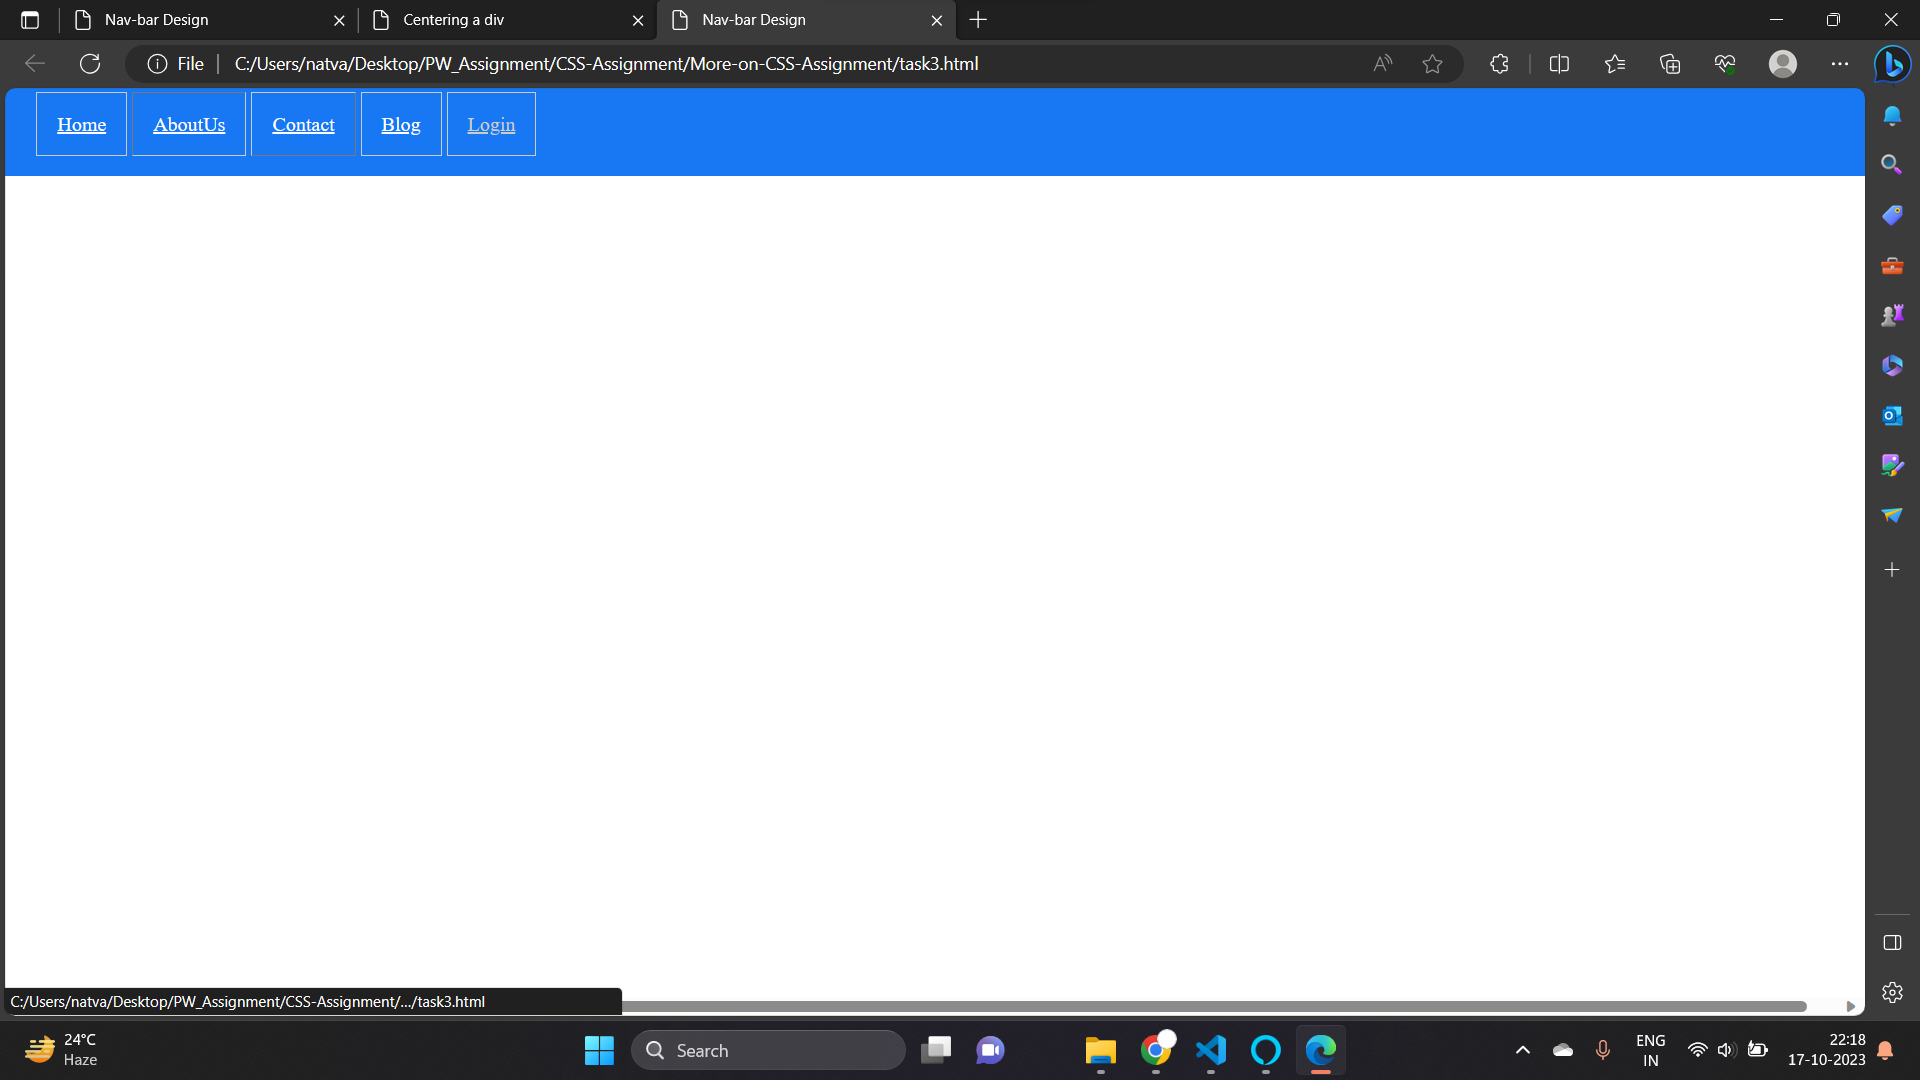 Nav-bar Design
Centering a div
Nav-bar Design
File
C:/Users/natva/Desktop/PW_Assignment/CSS-Assignment/More-on-CSS-Assignment/task3.html
Home
AboutUs
Contact
Blog
Login
C:/Users/natva/Desktop/PW_Assignment/CSS-Assignment/.../task3.html
24°C
Haze
Search
ENG
IN
22:18
17-10-2023